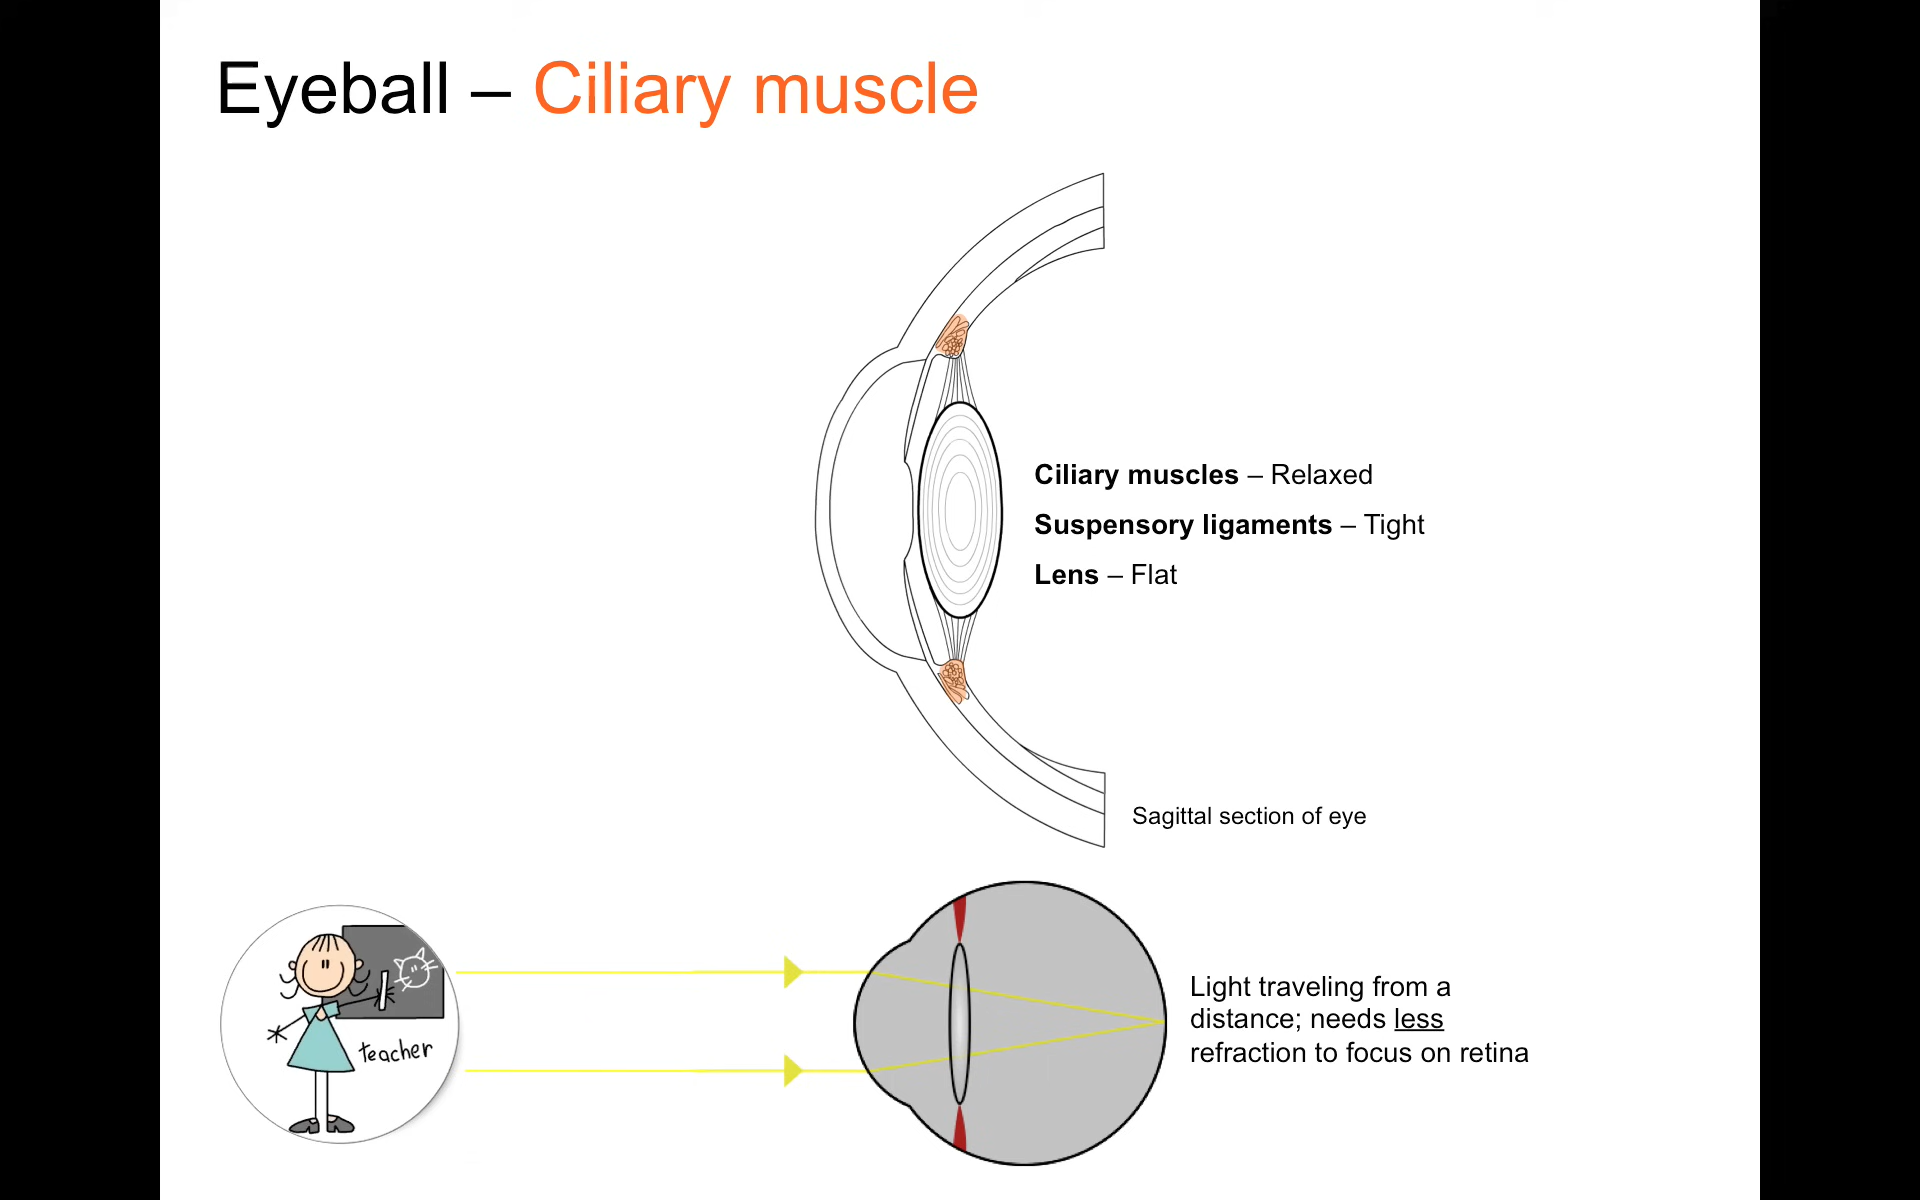 Eyeball – Ciliary muscle
Ciliary muscles – Relaxed
Suspensory ligaments – Tight
Lens – Flat
Sagittal section of eye
teacher
Light traveling from a
distance; needs less
refraction to focus on retina